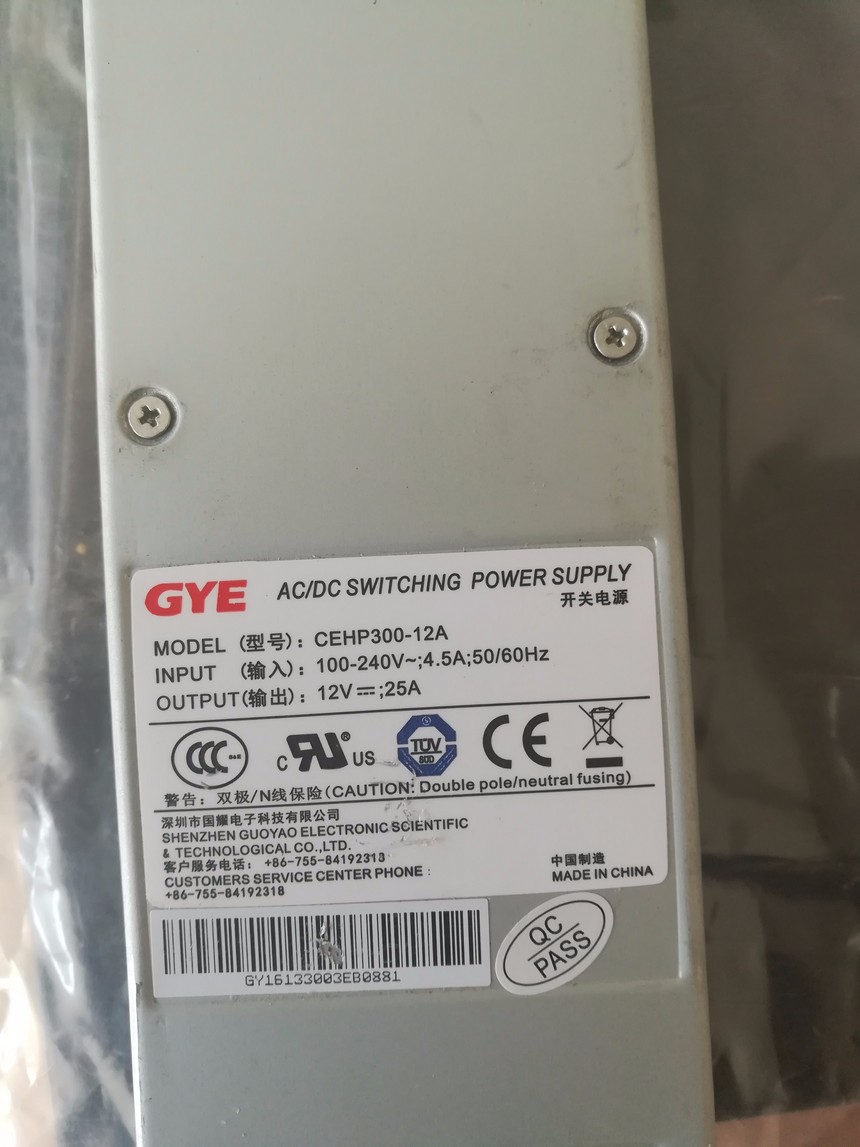 GYE
AC/DC SWITCHING POWER SUPPLY
开关电源
MODEL (型号): CEHP300-12A
INPUT (输入): 100-240V~;4.5A;50/60Hz
OUTPUT(输出): 12V⎓;25A
CCC S&E
c RU ® US
TÜV
SÜD
CE
警告: 双极/N线保险(CAUTION: Double pole/neutral fusing)
深圳市国耀电子科技有限公司
SHENZHEN GUOYAO ELECTRONIC SCIENTIFIC
& TECHNOLOGICAL CO.,LTD.
客户服务电话: +86-755-84192318
CUSTOMERS SERVICE CENTER PHONE:
+86-755-84192318
中国制造
MADE IN CHINA
GY16133003EB0881
QC
PASS